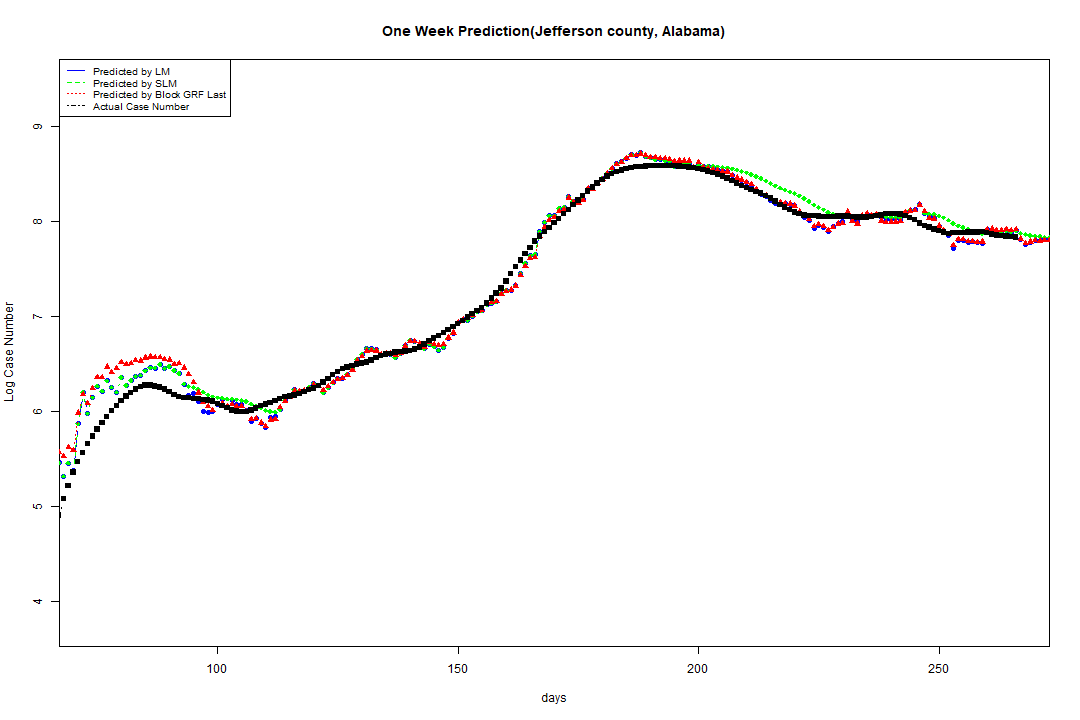 One Week Prediction(Jefferson county, Alabama)
Predicted by LM
Predicted by SLM
Predicted by Block GRF Last
Actual Case Number
9
8
7
6
5
4
Log Case Number
100 150 200 250
days